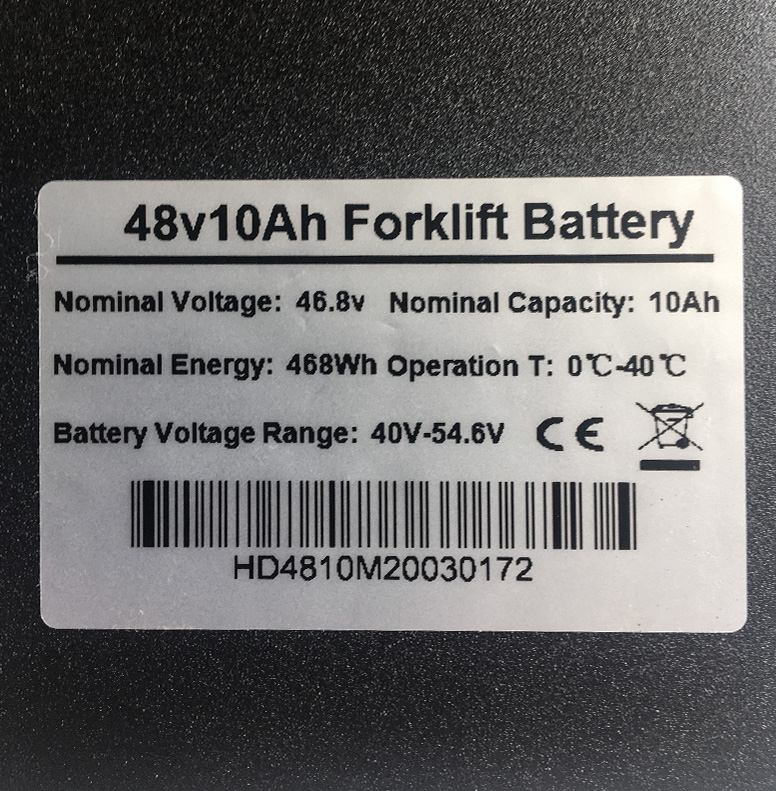 48v10Ah Forklift Battery
Nominal Voltage: 46.8v Nominal Capacity: 10Ah
Nominal Energy: 468Wh Operation T: 0℃-40℃
Battery Voltage Range: 40V-54.6V CE
HD4810M20030172